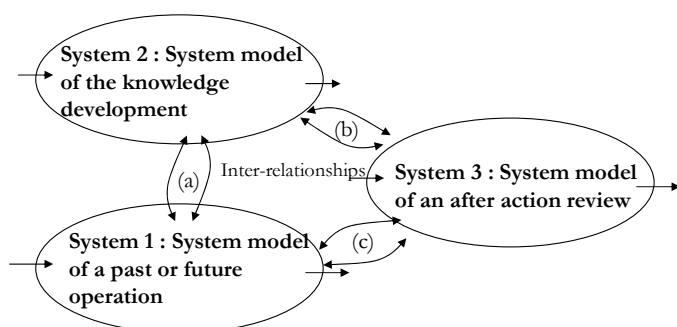 System 2 : System model
of the knowledge
development
(b)
(a)
Inter-relationships
System 3 : System model
of an after action review
System 1 : System model
of a past or future
operation
(c)